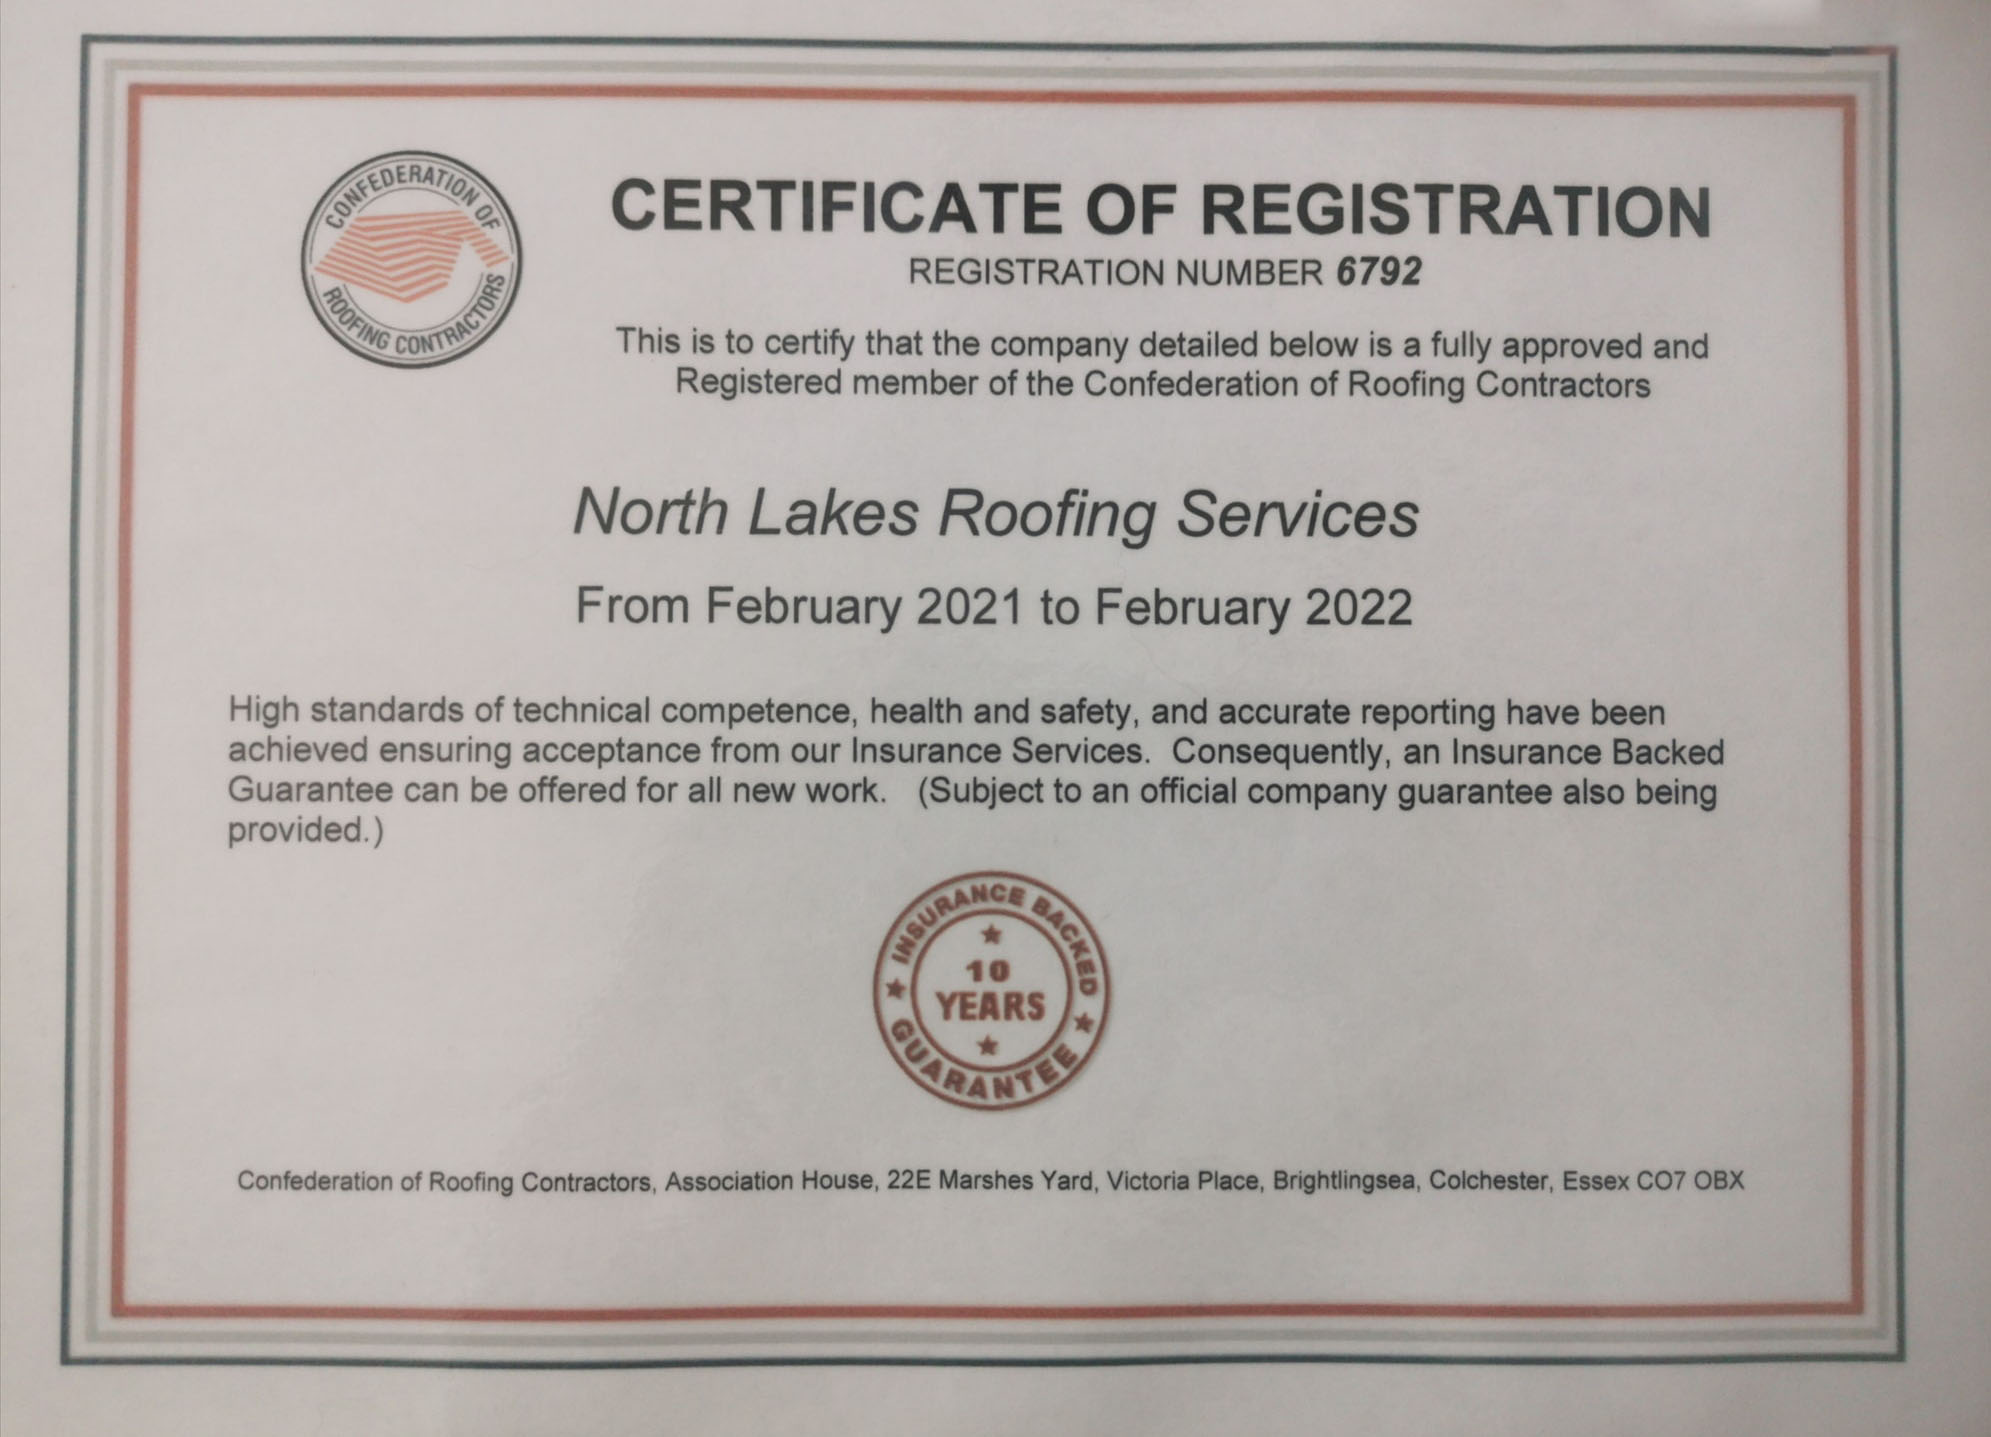 CONFEDERATION OF
ROOFING CONTRACTORS
CERTIFICATE OF REGISTRATION
REGISTRATION NUMBER 6792
This is to certify that the company detailed below is a fully approved and
Registered member of the Confederation of Roofing Contractors
North Lakes Roofing Services
From February 2021 to February 2022
High standards of technical competence, health and safety, and accurate reporting have been
achieved ensuring acceptance from our Insurance Services. Consequently, an Insurance Backed
Guarantee can be offered for all new work. (Subject to an official company guarantee also being
provided.)
INSURANCE BACKED
10
YEARS
GUARANTEE
Confederation of Roofing Contractors, Association House, 22E Marshes Yard, Victoria Place, Brightlingsea, Colchester, Essex CO7 OBX